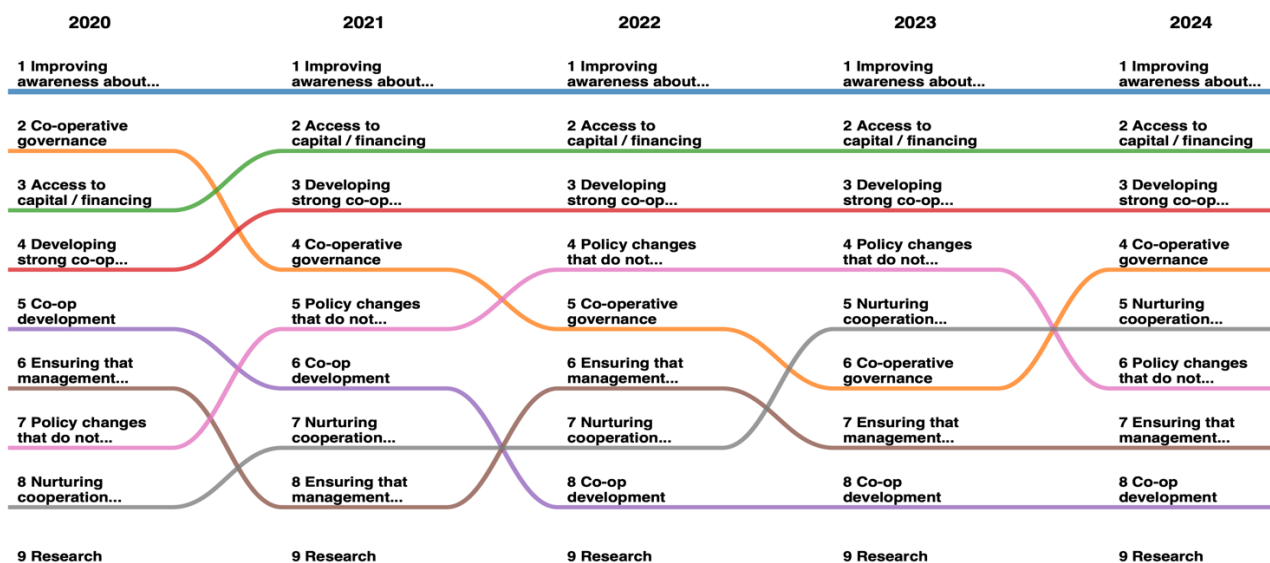 2020
2021
2022
2023
2024
1 Improving
awareness about...
1 Improving
awareness about...
1 Improving
awareness about...
1 Improving
awareness about...
1 Improving
awareness about...
2 Co-operative
governance
2 Access to
capital / financing
2 Access to
capital / financing
2 Access to
capital / financing
2 Access to
capital / financing
3 Access to
capital / financing
3 Developing
strong co-op...
3 Developing
strong co-op...
3 Developing
strong co-op...
3 Developing
strong co-op...
4 Developing
strong co-op...
4 Co-operative
governance
4 Policy changes
that do not...
4 Policy changes
that do not...
4 Co-operative
governance
5 Co-op
development
5 Policy changes
that do not...
5 Co-operative
governance
5 Nurturing
cooperation...
5 Nurturing
cooperation...
6 Ensuring that
management...
6 Co-op
development
6 Ensuring that
management...
6 Co-operative
governance
6 Policy changes
that do not...
7 Policy changes
that do not...
7 Nurturing
cooperation...
7 Nurturing
cooperation...
7 Ensuring that
management...
7 Ensuring that
management...
8 Nurturing
cooperation...
8 Ensuring that
management...
8 Co-op
development
8 Co-op
development
8 Co-op
development
9 Research
9 Research
9 Research
9 Research
9 Research